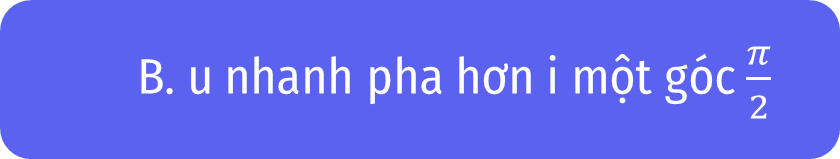 B. u nhanh pha hơn i một góc π/2